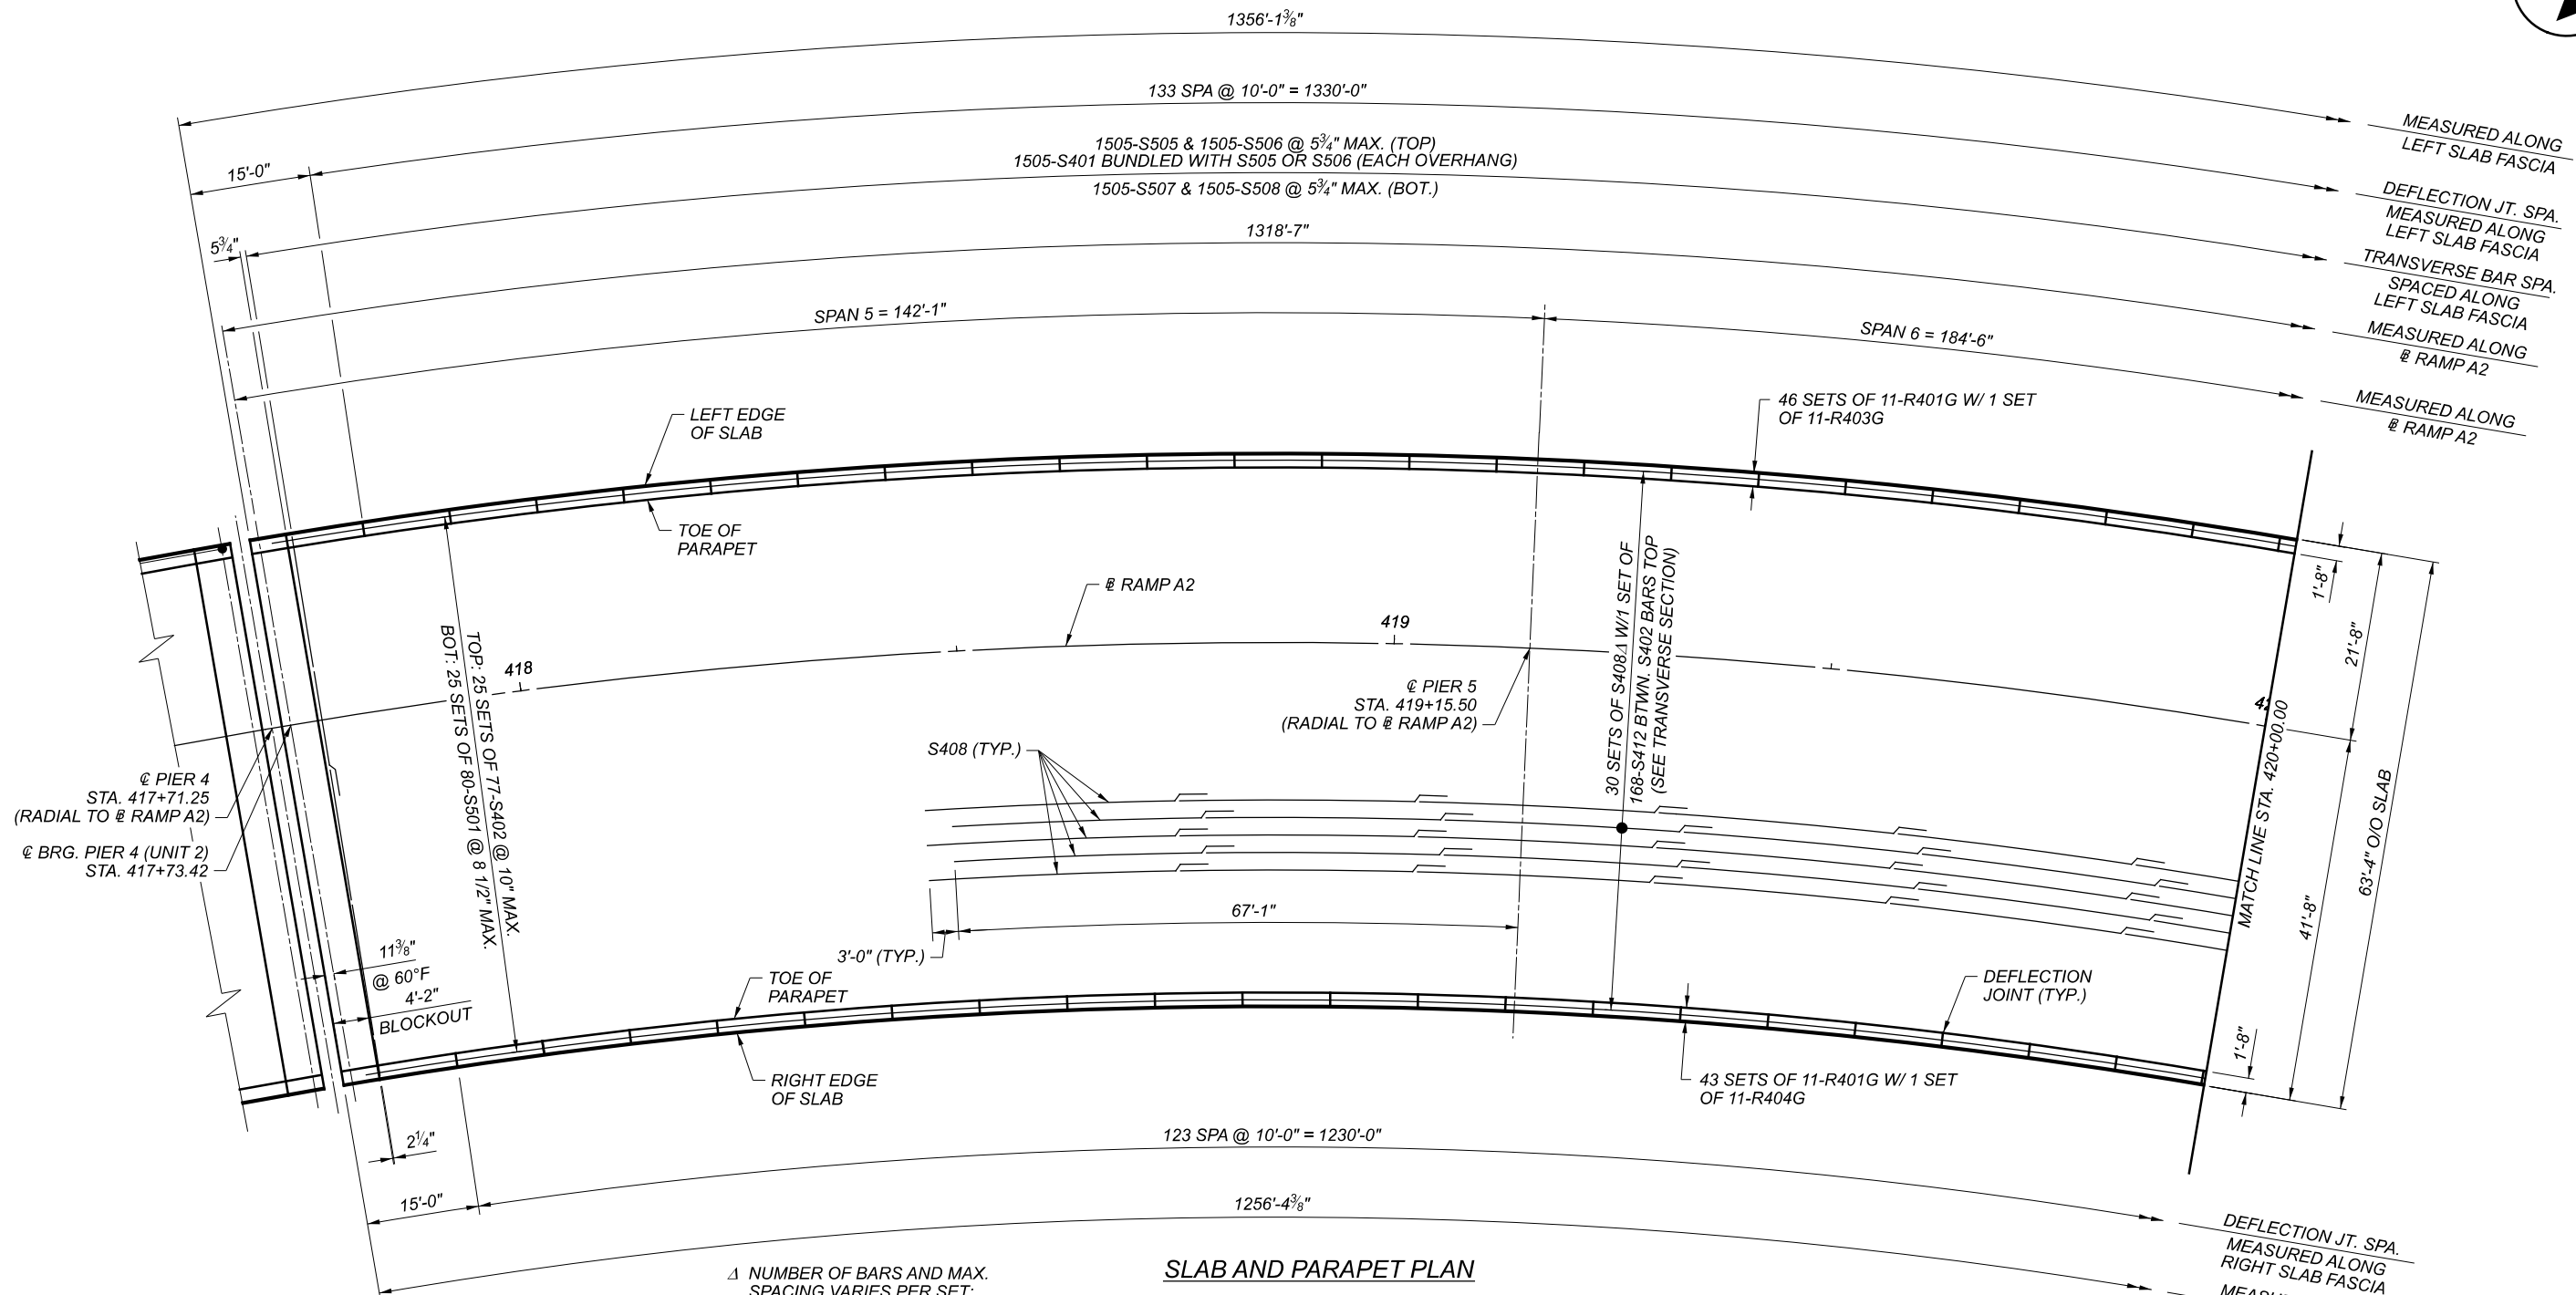 1356'-1⅜"
133 SPA @ 10'-0" = 1330'-0"
15'-0"
1505-S505 & 1505-S506 @ 5¾" MAX. (TOP)
1505-S401 BUNDLED WITH S505 OR S506 (EACH OVERHANG)
1505-S507 & 1505-S508 @ 5¾" MAX. (BOT.)
5¾"
1318'-7"
SPAN 5 = 142'-1"
SPAN 6 = 184'-6"
MEASURED ALONG
LEFT SLAB FASCIA
DEFLECTION JT. SPA.
MEASURED ALONG
LEFT SLAB FASCIA
TRANSVERSE BAR SPA.
SPACED ALONG
LEFT SLAB FASCIA
MEASURED ALONG
℄ RAMP A2
MEASURED ALONG
℄ RAMP A2
LEFT EDGE
OF SLAB
46 SETS OF 11-R401G W/ 1 SET
OF 11-R403G
TOE OF
PARAPET
℄ RAMP A2
418
419
℄ PIER 5
STA. 419+15.50
(RADIAL TO ℄ RAMP A2)
30 SETS OF S408Δ W/1 SET OF
168-S412 BTWN. S402 BARS TOP
(SEE TRANSVERSE SECTION)
TOP: 25 SETS OF 77-S402 @ 10" MAX.
BOT: 25 SETS OF 80-S501 @ 8 1/2" MAX.
S408 (TYP.)
℄ PIER 4
STA. 417+71.25
(RADIAL TO ℄ RAMP A2)
℄ BRG. PIER 4 (UNIT 2)
STA. 417+73.42
MATCH LINE STA. 420+00.00
1'-8"
21'-8"
41'-8"
63'-4" O/O SLAB
1'-8"
67'-1"
3'-0" (TYP.)
11⅜"
@ 60°F
4'-2"
BLOCKOUT
TOE OF
PARAPET
DEFLECTION
JOINT (TYP.)
RIGHT EDGE
OF SLAB
43 SETS OF 11-R401G W/ 1 SET
OF 11-R404G
2¼"
15'-0"
123 SPA @ 10'-0" = 1230'-0"
1256'-4⅜"
DEFLECTION JT. SPA.
MEASURED ALONG
RIGHT SLAB FASCIA
Δ NUMBER OF BARS AND MAX.
SPACING VARIES PER SET:
SLAB AND PARAPET PLAN